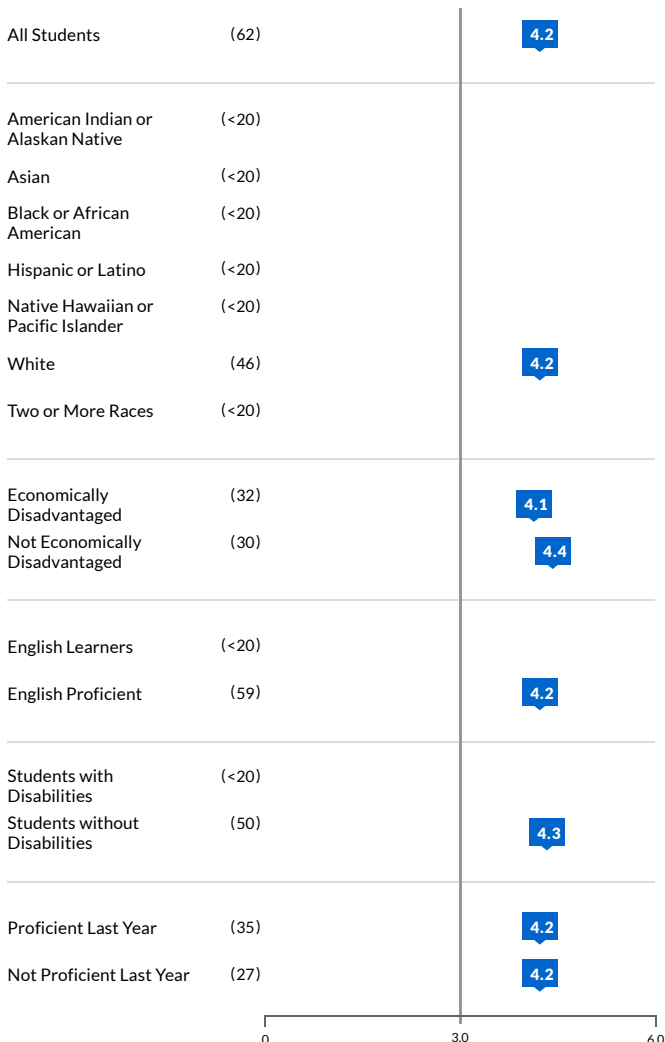 All Students (62) 4.2
American Indian or (<20)
Alaskan Native
Asian (<20)
Black or African (<20)
American
Hispanic or Latino (<20)
Native Hawaiian or (<20)
Pacific Islander
White (46) 4.2
Two or More Races (<20)
Economically (32) 4.1
Disadvantaged
Not Economically (30) 4.4
Disadvantaged
English Learners (<20)
English Proficient (59) 4.2
Students with (<20)
Disabilities
Students without (50) 4.3
Disabilities
Proficient Last Year (35) 4.2
Not Proficient Last Year (27) 4.2
0 3.0 6.0